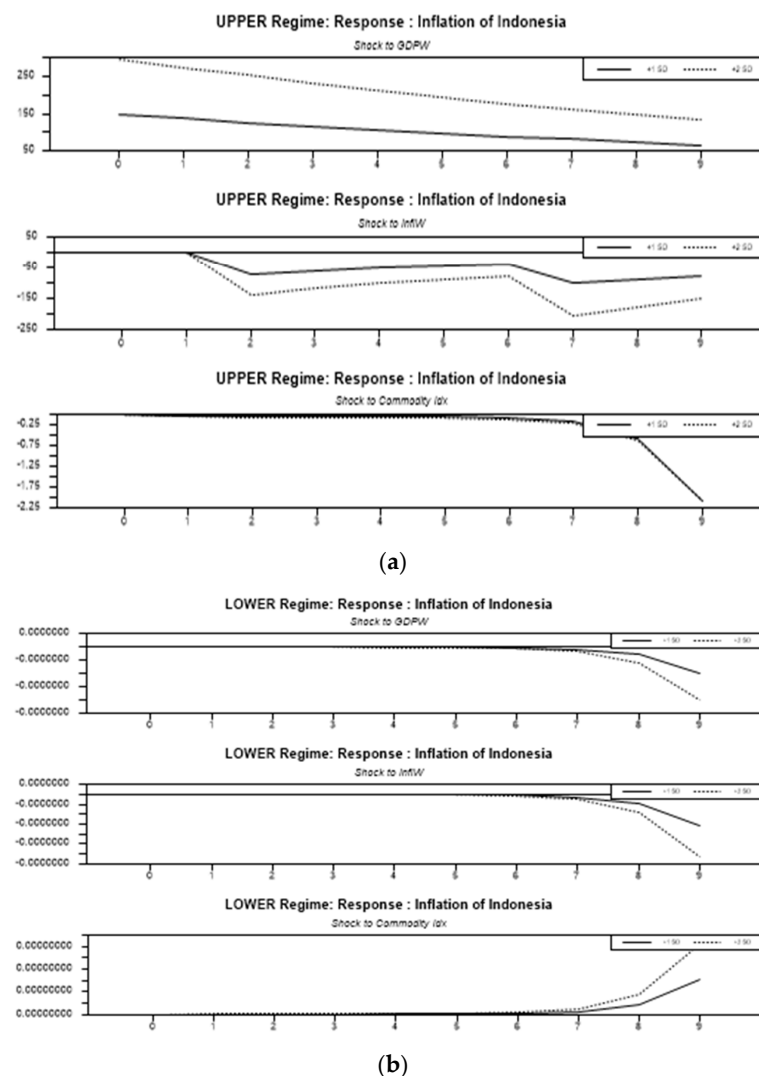 UPPER Regime: Response : Inflation of Indonesia
Shock to GDPW
+1 SD +2 SD
250
150
50
0 1 2 3 4 5 6 7 8 9
UPPER Regime: Response : Inflation of Indonesia
Shock to InflW
+1 SD +2 SD
50
-50
-150
-250
0 1 2 3 4 5 6 7 8 9
UPPER Regime: Response : Inflation of Indonesia
Shock to Commodity Idx
+1 SD +2 SD
-0.25
-0.75
-1.25
-1.75
-2.25
0 1 2 3 4 5 6 7 8 9
(a)
LOWER Regime: Response : Inflation of Indonesia
Shock to GDPW
0.0000000
-0.0000000
-0.0000000
-0.0000000
0 1 2 3 4 5 6 7 8 9
LOWER Regime: Response : Inflation of Indonesia
Shock to InflW
0.0000000
-0.0000000
-0.0000000
-0.0000000
-0.0000000
0 1 2 3 4 5 6 7 8 9
LOWER Regime: Response : Inflation of Indonesia
Shock to Commodity Idx
0.00000000
0.00000000
0.00000000
0.00000000
0 1 2 3 4 5 6 7 8 9
(b)